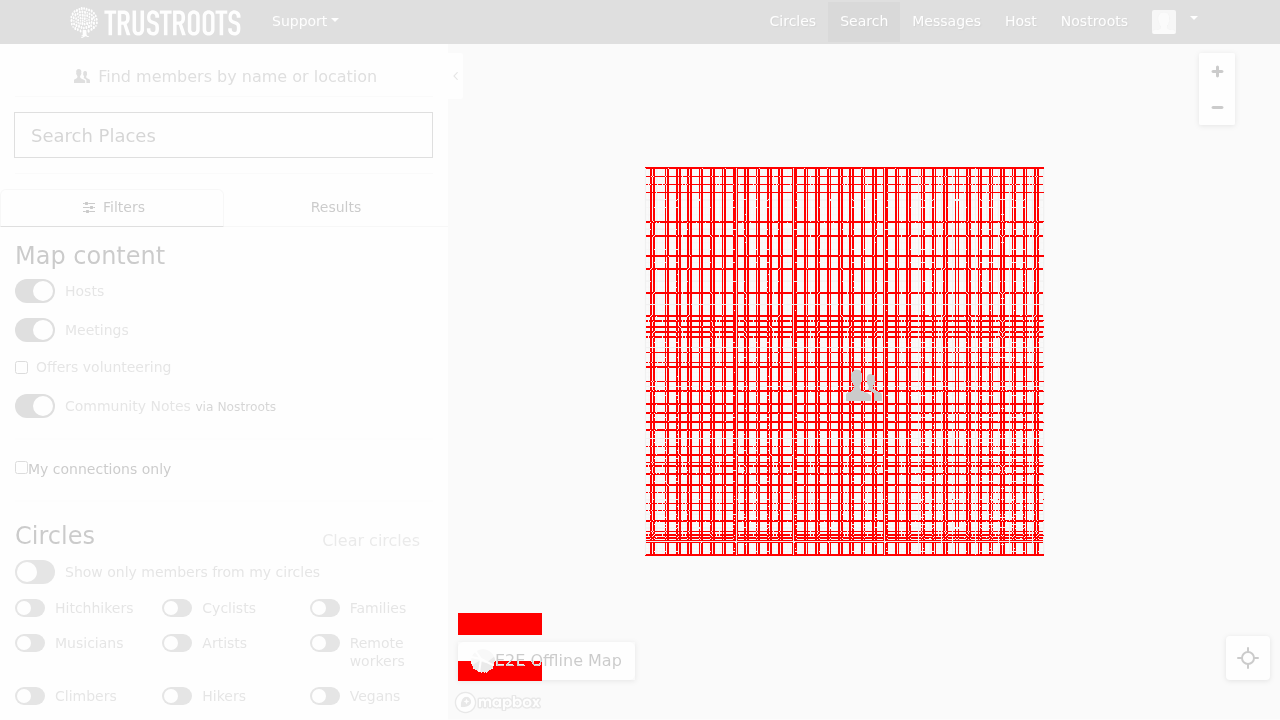 TRUSTROOTS Support Circles Search Messages Host Nostroots
Find members by name or location
Search Places
Filters Results
Map content
Hosts
Meetings
Offers volunteering
Community Notes via Nostroots
My connections only
Circles Clear circles
Show only members from my circles
Hitchhikers Cyclists Families
Musicians Artists Remote workers
Climbers Hikers Vegans
E2E Offline Map
mapbox